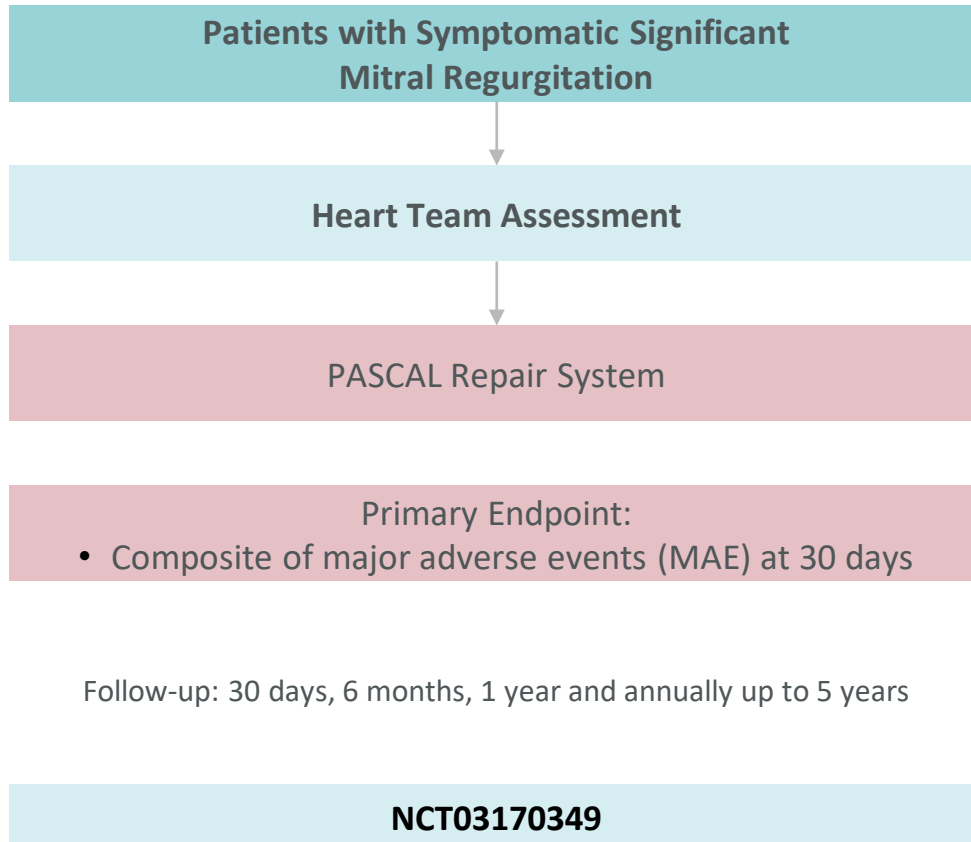 Patients with Symptomatic Significant
Mitral Regurgitation
Heart Team Assessment
PASCAL Repair System
Primary Endpoint:
• Composite of major adverse events (MAE) at 30 days
Follow-up: 30 days, 6 months, 1 year and annually up to 5 years
NCT03170349